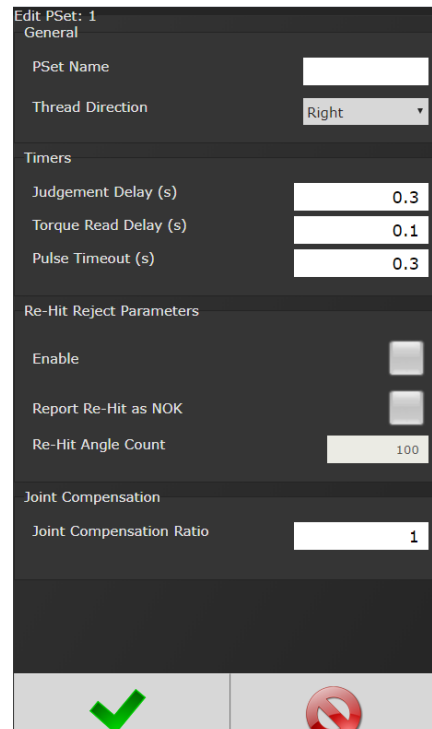 Edit PSet: 1
General
PSet Name
Thread Direction Right
Timers
Judgement Delay (s) 0.3
Torque Read Delay (s) 0.1
Pulse Timeout (s) 0.3
Re-Hit Reject Parameters
Enable
Report Re-Hit as NOK
Re-Hit Angle Count 100
Joint Compensation
Joint Compensation Ratio 1